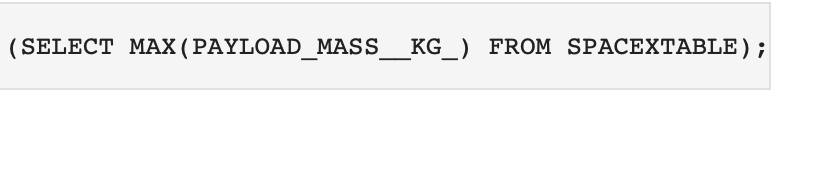 (SELECT MAX(PAYLOAD_MASS__KG_) FROM SPACEXTABLE);